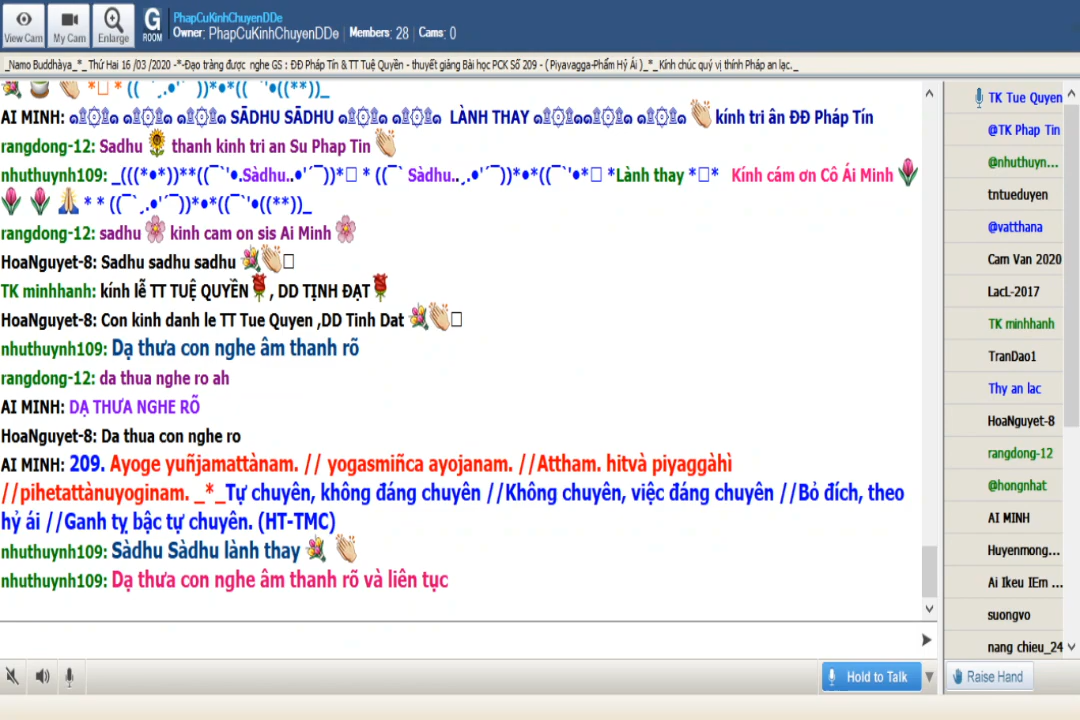 View Cam
My Cam
Enlarge
G
ROOM
PhapCuKinhChuyenDDe
Owner: PhapCuKinhChuyenDDe Members: 28 Cams: 0
_Namo Buddhàya_*_ Thứ Hai 16 /03 /2020 -*-Đạo tràng được nghe GS : ĐĐ Pháp Tín & TT Tuệ Quyền - thuyết giảng Bài học PCK Số 209 - ( Piyavagga-Phẩm Hỷ Ái )_*_ Kính chúc quý vị thính Pháp an lạc._
AI MINH: SĀDHU SĀDHU LÀNH THAY kính tri ân ĐĐ Pháp Tín
rangdong-12: Sadhu thanh kinh tri an Su Phap Tin
nhuthuynh109: _(((*•*))**((¯`'•.Sàdhu..•'´¯))*• * ((¯` Sàdhu..¸.•'´¯))*•*((¯`'•*Lành thay ** Kính cám ơn Cô Ái Minh
* * ((¯`¸.•'´¯))*•*((¯`'•((**))_
rangdong-12: sadhu kinh cam on sis Ai Minh
HoaNguyet-8: Sadhu sadhu sadhu
TK minhhanh: kính lễ TT TUỆ QUYỀN , DD TỊNH ĐẠT
HoaNguyet-8: Con kinh danh le TT Tue Quyen ,DD Tinh Dat
nhuthuynh109: Dạ thưa con nghe âm thanh rõ
rangdong-12: da thua nghe ro ah
AI MINH: DẠ THƯA NGHE RÕ
HoaNguyet-8: Da thua con nghe ro
AI MINH: 209. Ayoge yuñjamattànam. // yogasmiñca ayojanam. //Attham. hitvà piyaggàhì
//pihetattànuyoginam. _*_Tự chuyên, không đáng chuyên //Không chuyên, việc đáng chuyên //Bỏ đích, theo
hỷ ái //Ganh tỵ bậc tự chuyên. (HT-TMC)
nhuthuynh109: Sàdhu Sàdhu lành thay
nhuthuynh109: Dạ thưa con nghe âm thanh rõ và liên tục
TK Tue Quyen
@TK Phap Tin
@nhuthuyn...
tntueduyen
@vatthana
Cam Van 2020
LacL-2017
TK minhhanh
TranDao1
Thy an lac
HoaNguyet-8
rangdong-12
@hongnhat
AI MINH
Huyenmong...
Ai Ikeu IEm ...
suongvo
nang chieu_24
Hold to Talk
Raise Hand